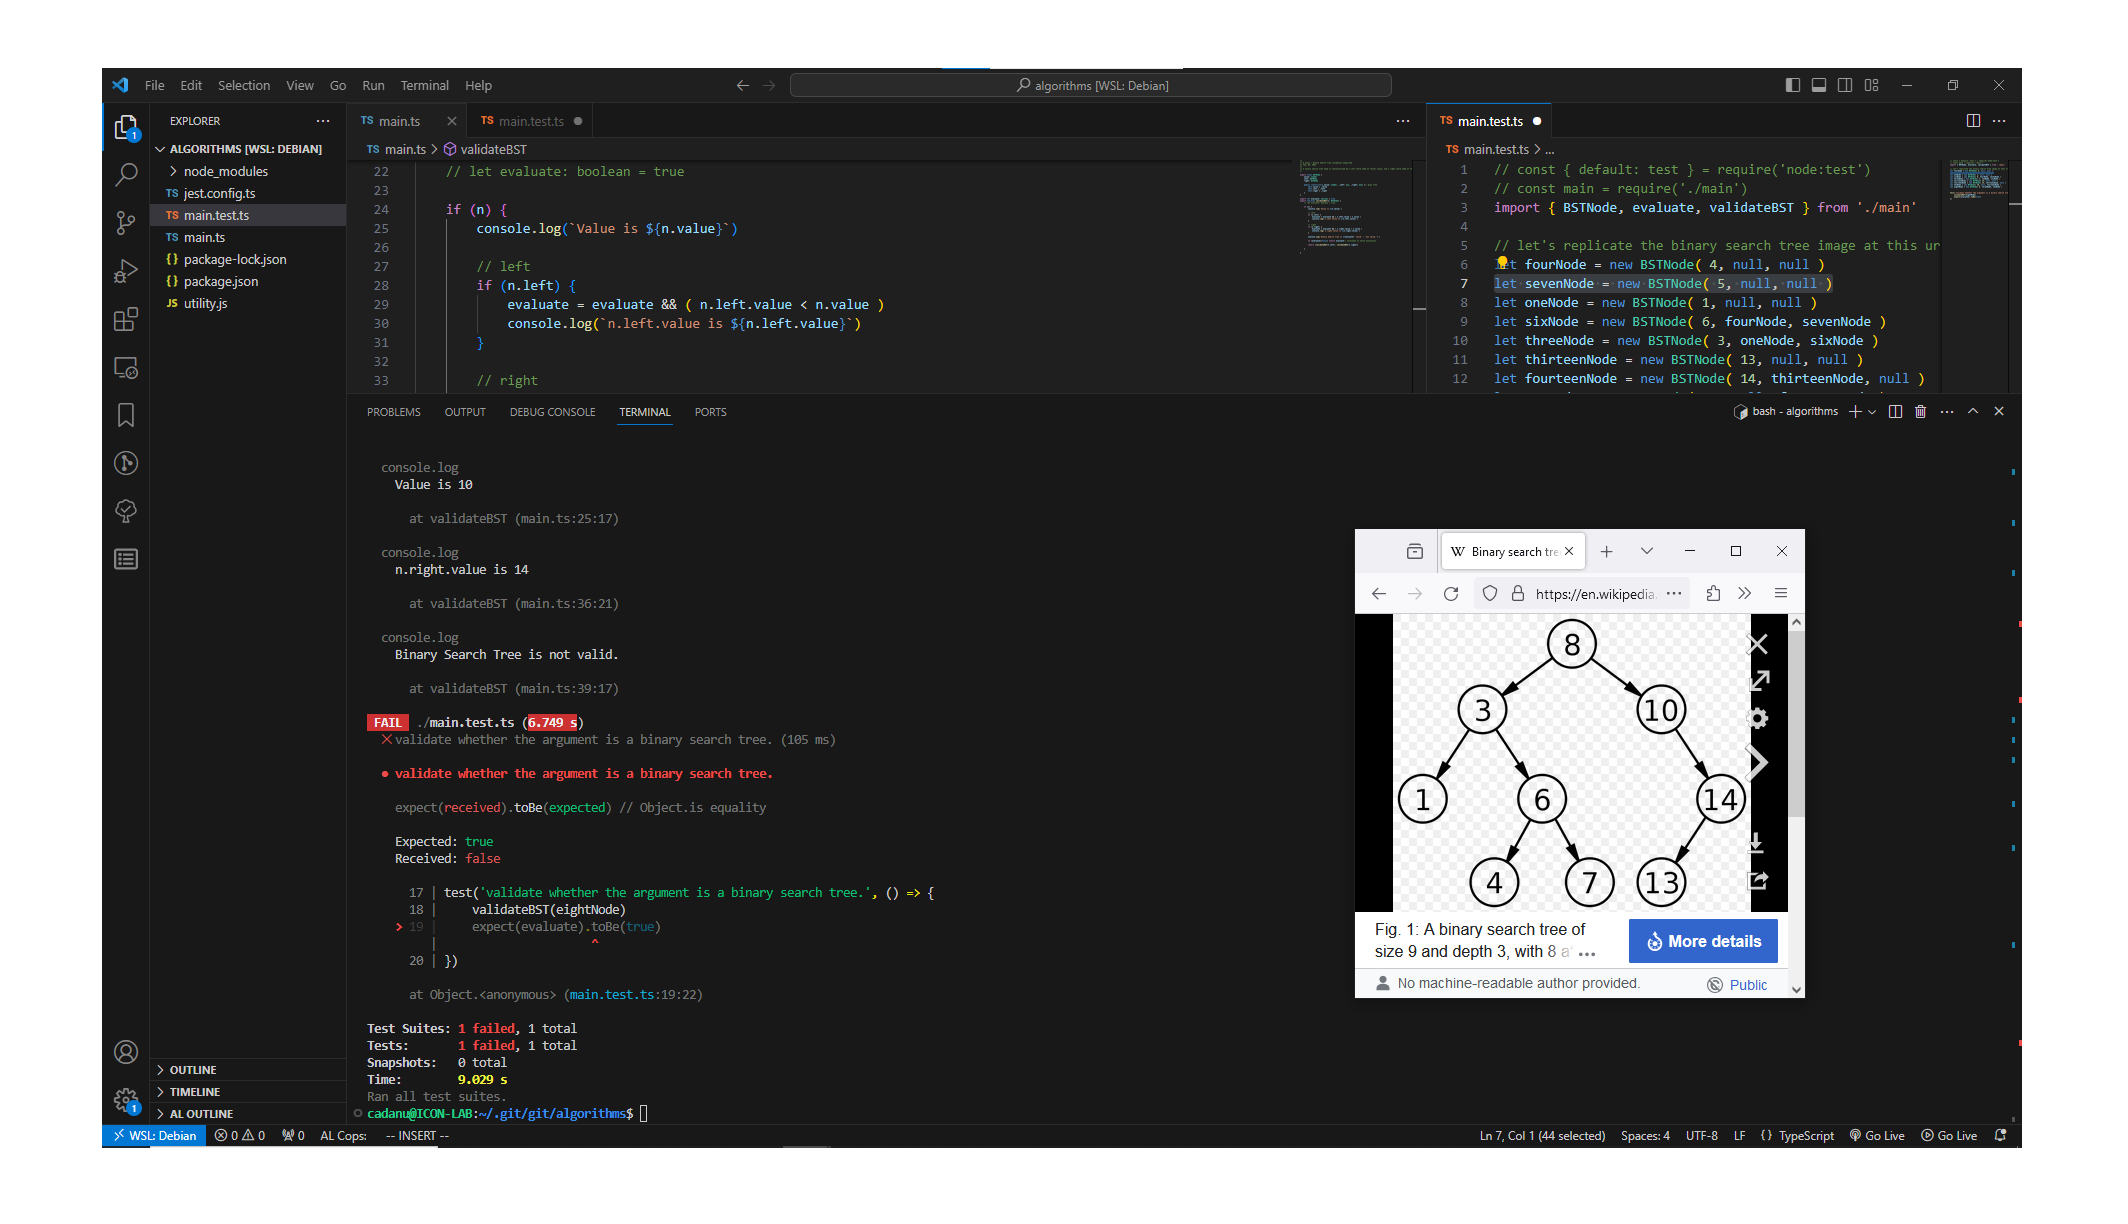 File Edit Selection View Go Run Terminal Help
algorithms [WSL: Debian]
EXPLORER
ALGORITHMS [WSL: DEBIAN]
node_modules
TS jest.config.ts
TS main.test.ts
TS main.ts
{} package-lock.json
{} package.json
JS utility.js
OUTLINE
TIMELINE
AL OUTLINE
TS main.ts
TS main.test.ts
TS main.ts > validateBST
22 // let evaluate: boolean = true
23
24 if (n) {
25 console.log(`Value is ${n.value}`)
26
27 // left
28 if (n.left) {
29 evaluate = evaluate && ( n.left.value < n.value )
30 console.log(`n.left.value is ${n.left.value}`)
31 }
32
33 // right
TS main.test.ts
TS main.test.ts > ...
1 // const { default: test } = require('node:test')
2 // const main = require('./main')
3 import { BSTNode, evaluate, validateBST } from './main'
4
5 // let's replicate the binary search tree image at this ur
6 let fourNode = new BSTNode( 4, null, null )
7 let sevenNode = new BSTNode( 5, null, null )
8 let oneNode = new BSTNode( 1, null, null )
9 let sixNode = new BSTNode( 6, fourNode, sevenNode )
10 let threeNode = new BSTNode( 3, oneNode, sixNode )
11 let thirteenNode = new BSTNode( 13, null, null )
12 let fourteenNode = new BSTNode( 14, thirteenNode, null )
PROBLEMS OUTPUT DEBUG CONSOLE TERMINAL PORTS
bash - algorithms
console.log
Value is 10
at validateBST (main.ts:25:17)
console.log
n.right.value is 14
at validateBST (main.ts:36:21)
console.log
Binary Search Tree is not valid.
at validateBST (main.ts:39:17)
FAIL ./main.test.ts (6.749 s)
✕ validate whether the argument is a binary search tree. (105 ms)
● validate whether the argument is a binary search tree.
expect(received).toBe(expected) // Object.is equality
Expected: true
Received: false
17 | test('validate whether the argument is a binary search tree.', () => {
18 | validateBST(eightNode)
> 19 | expect(evaluate).toBe(true)
| ^
20 | })
at Object.<anonymous> (main.test.ts:19:22)
Test Suites: 1 failed, 1 total
Tests: 1 failed, 1 total
Snapshots: 0 total
Time: 9.029 s
Ran all test suites.
cadanu@ICON-LAB:~/.git/git/algorithms$
W Binary search tre
https://en.wikipedia.
8
3 10
1 6 14
4 7 13
Fig. 1: A binary search tree of
size 9 and depth 3, with 8 a
More details
No machine-readable author provided.
Public
1
1
WSL: Debian 0 0 0 AL Cops: -- INSERT --
Ln 7, Col 1 (44 selected) Spaces: 4 UTF-8 LF {} TypeScript Go Live Go Live